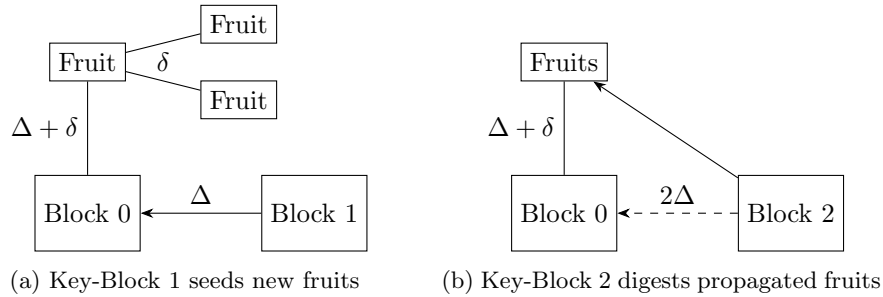 Fruit
Fruit
δ
Fruit
Δ + δ
Block 0
Δ
Block 1
(a) Key-Block 1 seeds new fruits
Fruits
Δ + δ
Block 0
2Δ
Block 2
(b) Key-Block 2 digests propagated fruits